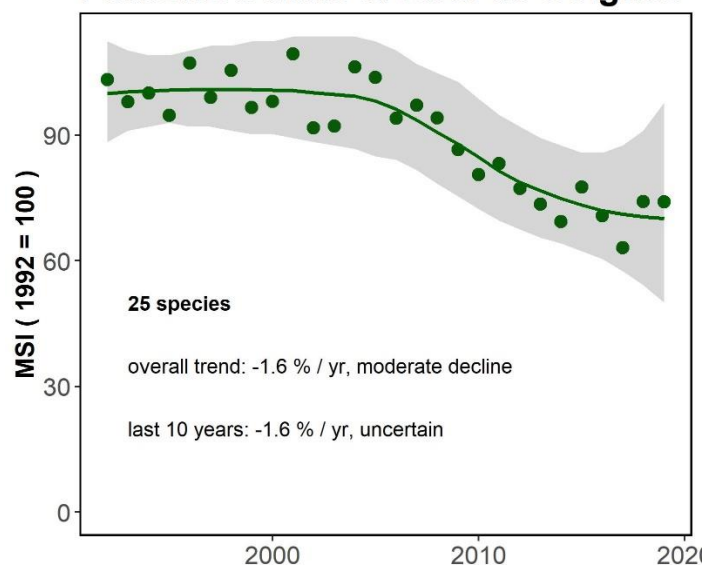 MSI ( 1992 = 100 )
90
60
30
0
25 species
overall trend: -1.6 % / yr, moderate decline
last 10 years: -1.6 % / yr, uncertain
2000
2010